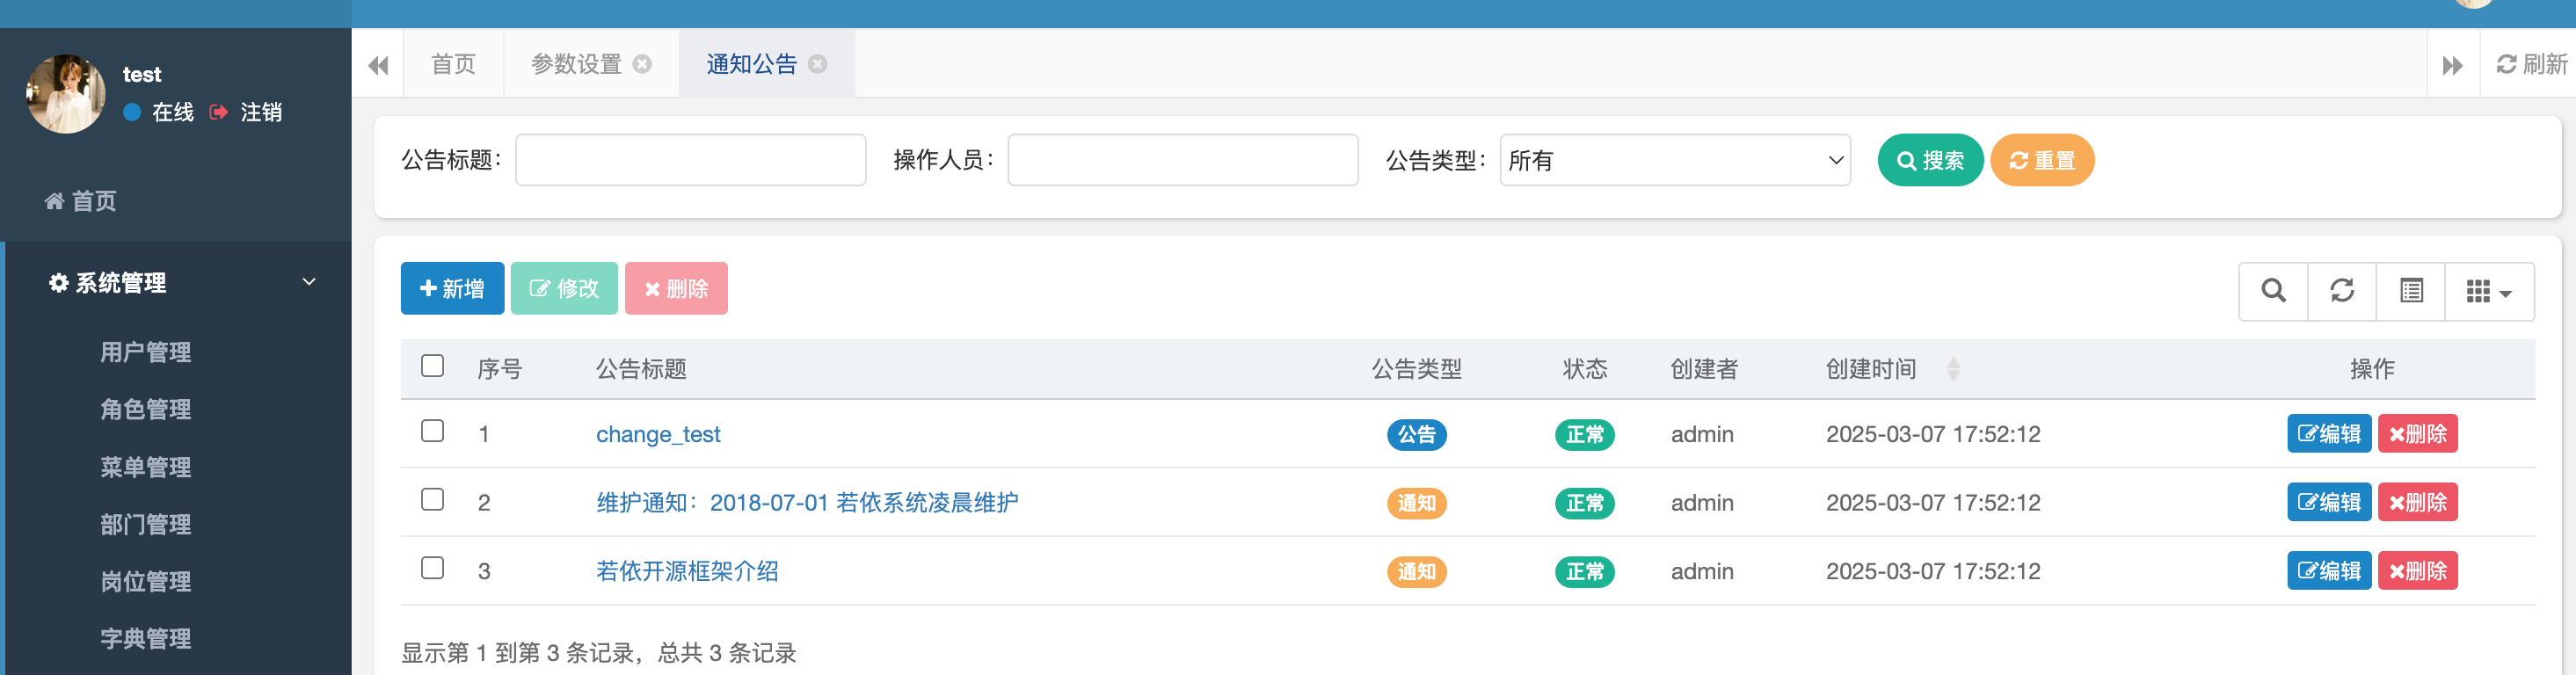 test
在线 注销
首页
系统管理
用户管理
角色管理
菜单管理
部门管理
岗位管理
字典管理
首页 参数设置 通知公告 刷新
公告标题： 操作人员： 公告类型： 所有 搜索 重置
新增 修改 删除
序号 公告标题 公告类型 状态 创建者 创建时间 操作
1 change_test 公告 正常 admin 2025-03-07 17:52:12 编辑 删除
2 维护通知：2018-07-01 若依系统凌晨维护 通知 正常 admin 2025-03-07 17:52:12 编辑 删除
3 若依开源框架介绍 通知 正常 admin 2025-03-07 17:52:12 编辑 删除
显示第 1 到第 3 条记录，总共 3 条记录